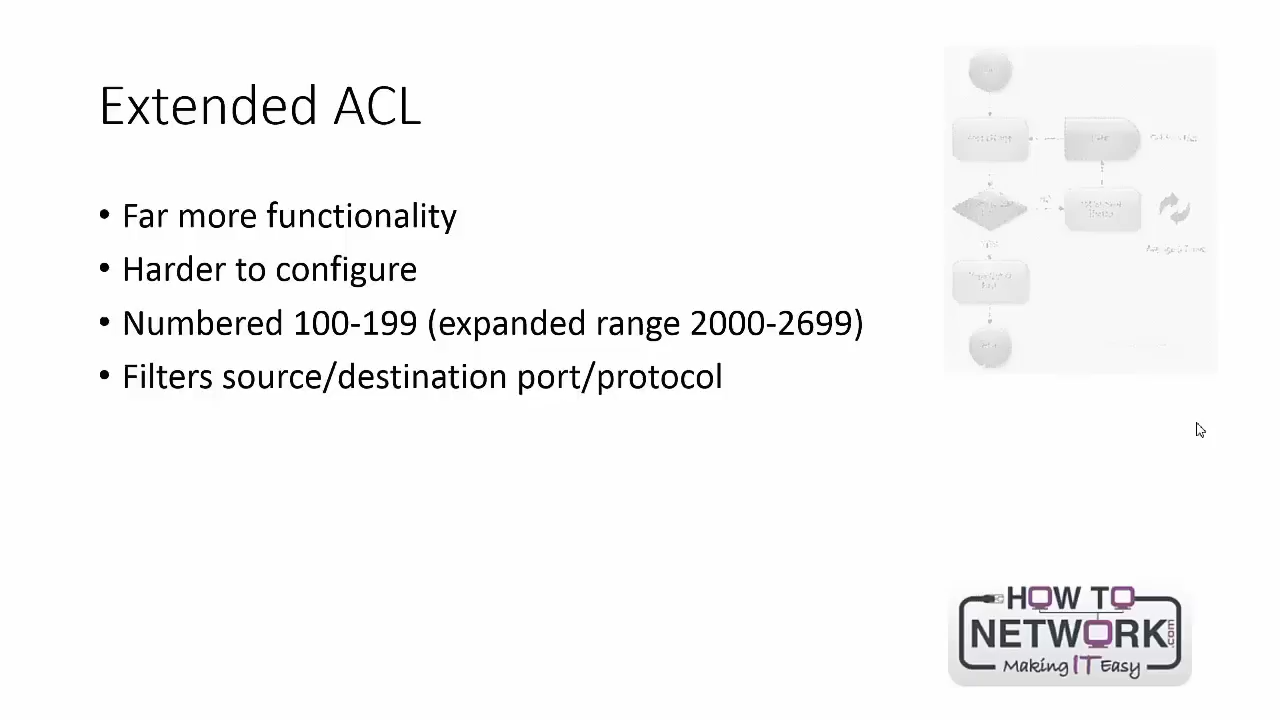 Extended ACL
• Far more functionality
• Harder to configure
• Numbered 100-199 (expanded range 2000-2699)
• Filters source/destination port/protocol
HOW TO
NETWORK.com
Making IT Easy